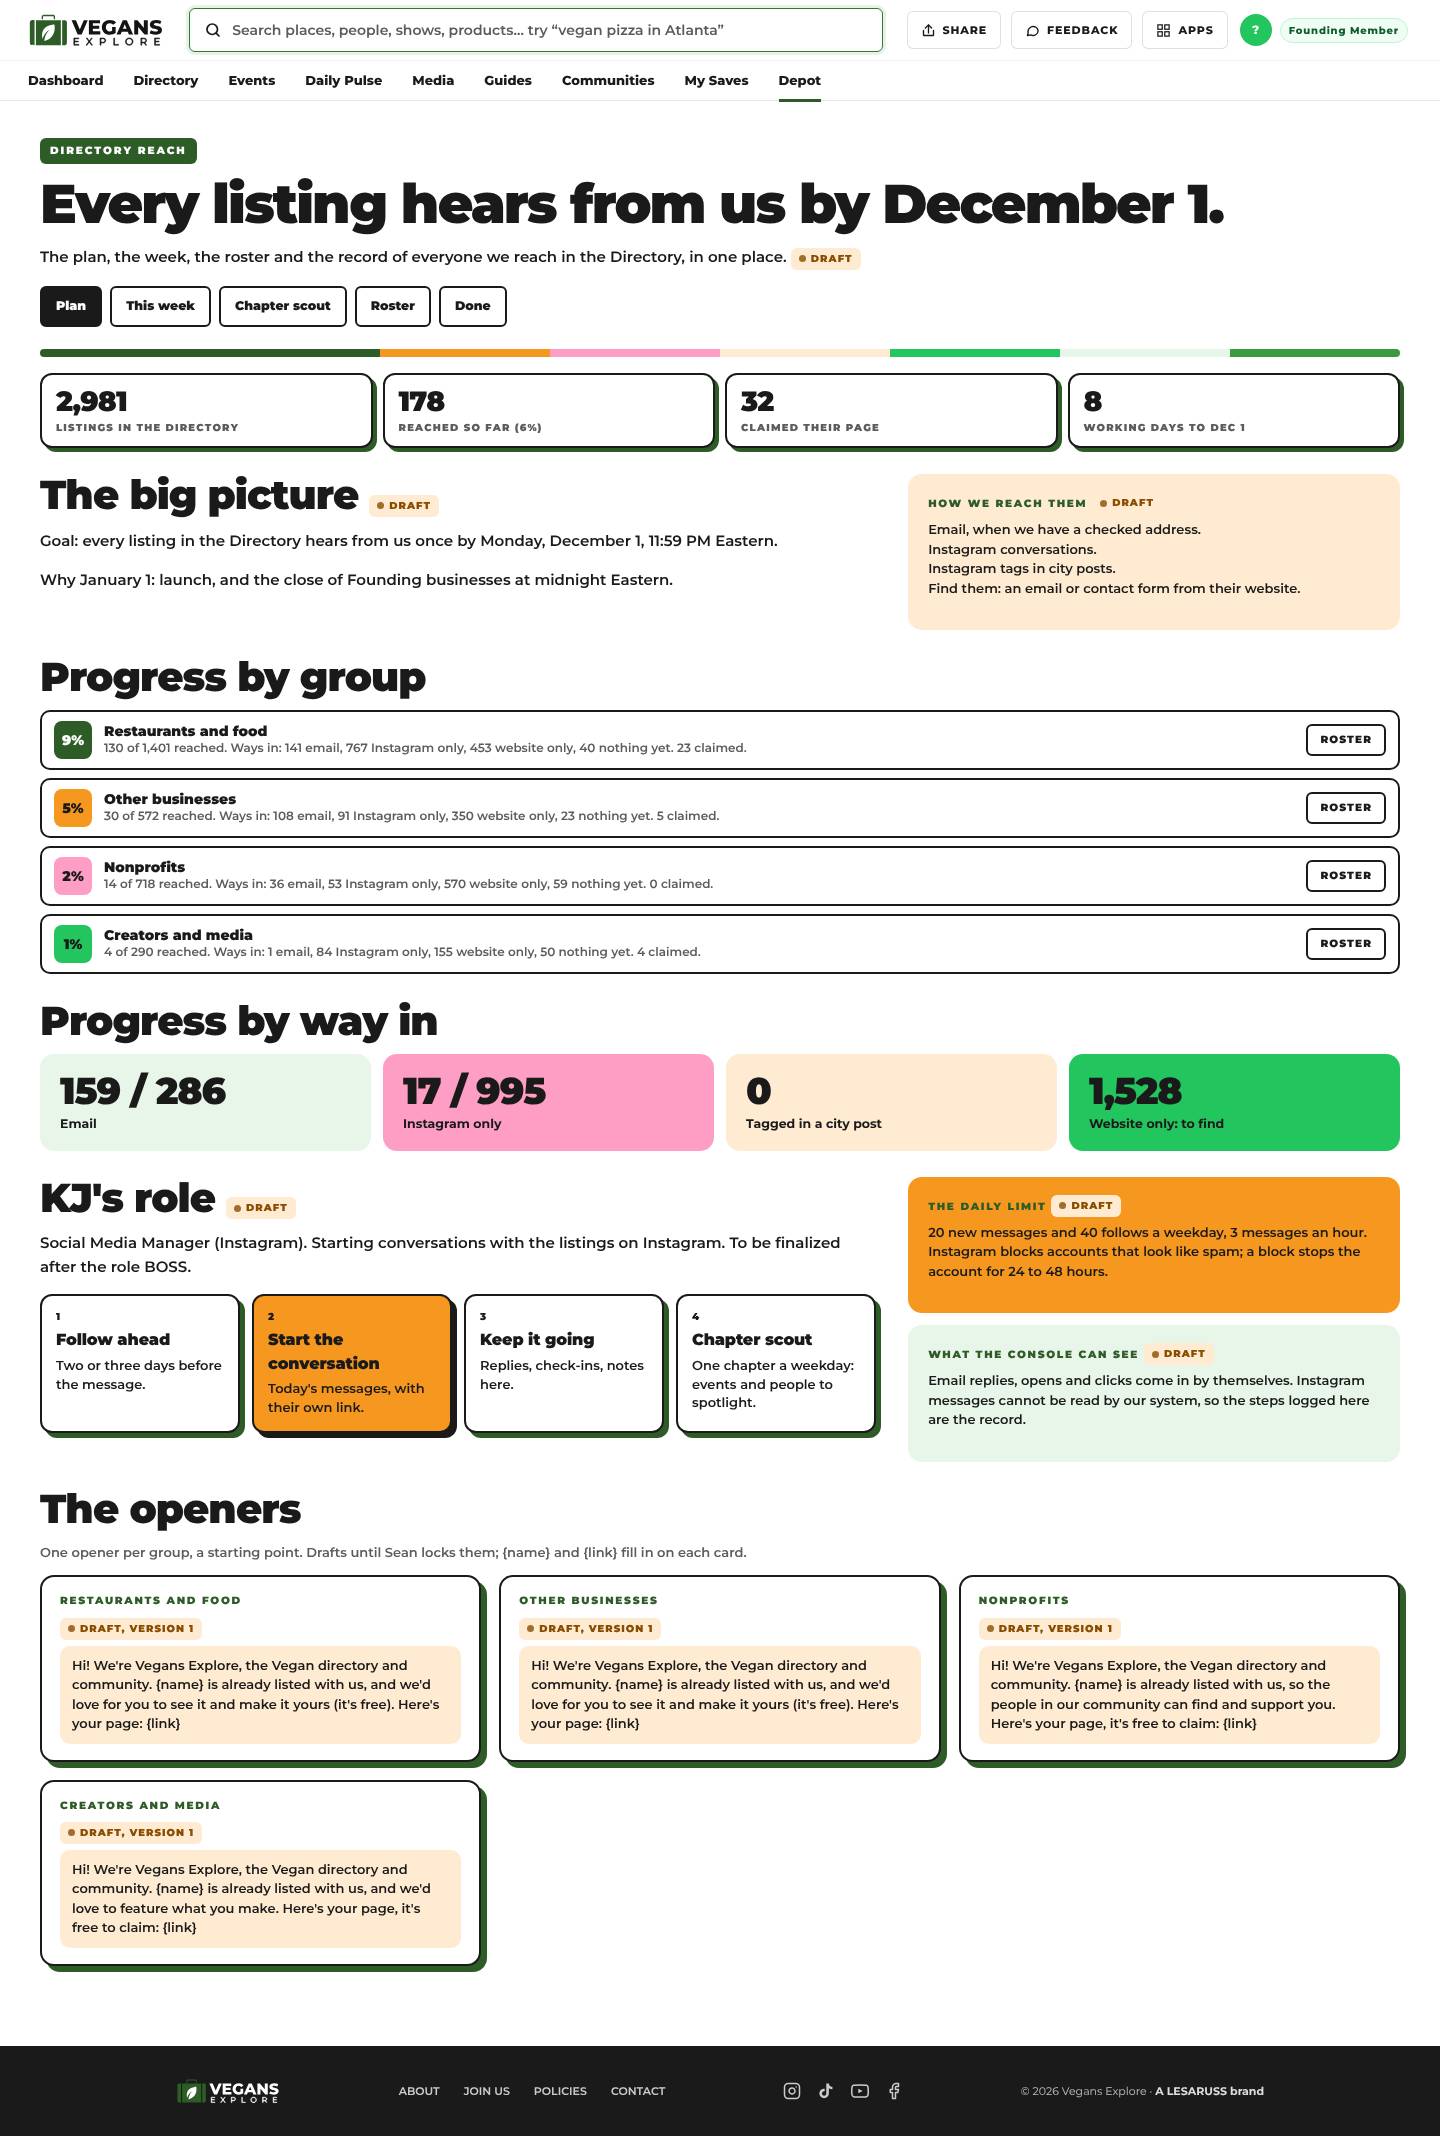 VEGANS
EXPLORE
Search places, people, shows, products... try “vegan pizza in Atlanta”
SHARE
FEEDBACK
APPS
?
Founding Member
Dashboard
Directory
Events
Daily Pulse
Media
Guides
Communities
My Saves
Depot
DIRECTORY REACH
Every listing hears from us by December 1.
The plan, the week, the roster and the record of everyone we reach in the Directory, in one place. DRAFT
Plan
This week
Chapter scout
Roster
Done
2,981
LISTINGS IN THE DIRECTORY
178
REACHED SO FAR (6%)
32
CLAIMED THEIR PAGE
8
WORKING DAYS TO DEC 1
The big picture DRAFT
Goal: every listing in the Directory hears from us once by Monday, December 1, 11:59 PM Eastern.
Why January 1: launch, and the close of Founding businesses at midnight Eastern.
HOW WE REACH THEM DRAFT
Email, when we have a checked address.
Instagram conversations.
Instagram tags in city posts.
Find them: an email or contact form from their website.
Progress by group
9%
Restaurants and food
130 of 1,401 reached. Ways in: 141 email, 767 Instagram only, 453 website only, 40 nothing yet. 23 claimed.
ROSTER
5%
Other businesses
30 of 572 reached. Ways in: 108 email, 91 Instagram only, 350 website only, 23 nothing yet. 5 claimed.
ROSTER
2%
Nonprofits
14 of 718 reached. Ways in: 36 email, 53 Instagram only, 570 website only, 59 nothing yet. 0 claimed.
ROSTER
1%
Creators and media
4 of 290 reached. Ways in: 1 email, 84 Instagram only, 155 website only, 50 nothing yet. 4 claimed.
ROSTER
Progress by way in
159 / 286
Email
17 / 995
Instagram only
0
Tagged in a city post
1,528
Website only: to find
KJ's role DRAFT
Social Media Manager (Instagram). Starting conversations with the listings on Instagram. To be finalized
after the role BOSS.
1
Follow ahead
Two or three days before
the message.
2
Start the
conversation
Today's messages, with
their own link.
3
Keep it going
Replies, check-ins, notes
here.
4
Chapter scout
One chapter a weekday:
events and people to
spotlight.
THE DAILY LIMIT DRAFT
20 new messages and 40 follows a weekday, 3 messages an hour.
Instagram blocks accounts that look like spam; a block stops the
account for 24 to 48 hours.
WHAT THE CONSOLE CAN SEE DRAFT
Email replies, opens and clicks come in by themselves. Instagram
messages cannot be read by our system, so the steps logged here
are the record.
The openers
One opener per group, a starting point. Drafts until Sean locks them; {name} and {link} fill in on each card.
RESTAURANTS AND FOOD
DRAFT, VERSION 1
Hi! We're Vegans Explore, the Vegan directory and
community. {name} is already listed with us, and we'd
love for you to see it and make it yours (it's free). Here's
your page: {link}
OTHER BUSINESSES
DRAFT, VERSION 1
Hi! We're Vegans Explore, the Vegan directory and
community. {name} is already listed with us, and we'd
love for you to see it and make it yours (it's free). Here's
your page: {link}
NONPROFITS
DRAFT, VERSION 1
Hi! We're Vegans Explore, the Vegan directory and
community. {name} is already listed with us, so the
people in our community can find and support you.
Here's your page, it's free to claim: {link}
CREATORS AND MEDIA
DRAFT, VERSION 1
Hi! We're Vegans Explore, the Vegan directory and
community. {name} is already listed with us, and we'd
love to feature what you make. Here's your page, it's
free to claim: {link}
VEGANS
EXPLORE
ABOUT
JOIN US
POLICIES
CONTACT
© 2026 Vegans Explore · A LESARUSS brand